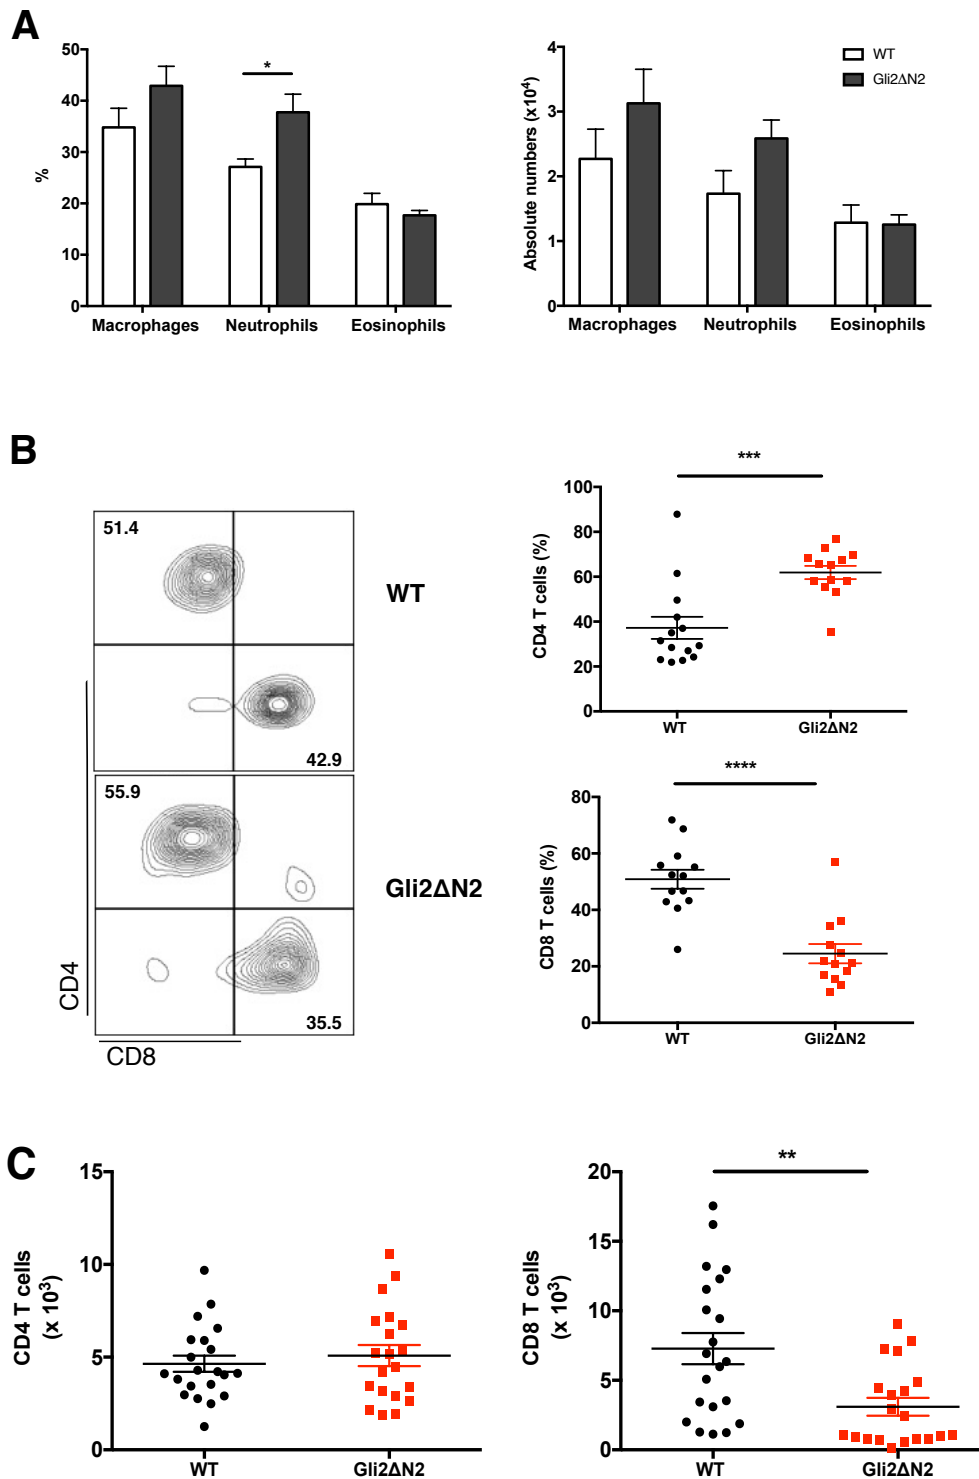 A
50
40
30
20
10
0
%
*
Macrophages Neutrophils Eosinophils
4
3
2
1
0
Absolute numbers (x10⁴)
WT
Gli2ΔN2
Macrophages Neutrophils Eosinophils
B
51.4
WT
42.9
55.9
Gli2ΔN2
35.5
CD4
CD8
***
100
80
60
40
20
0
CD4 T cells (%)
WT Gli2ΔN2
****
80
60
40
20
0
CD8 T cells (%)
WT Gli2ΔN2
C
15
10
5
0
CD4 T cells
(x 10³)
WT Gli2ΔN2
**
20
15
10
5
0
CD8 T cells
(x 10³)
WT Gli2ΔN2